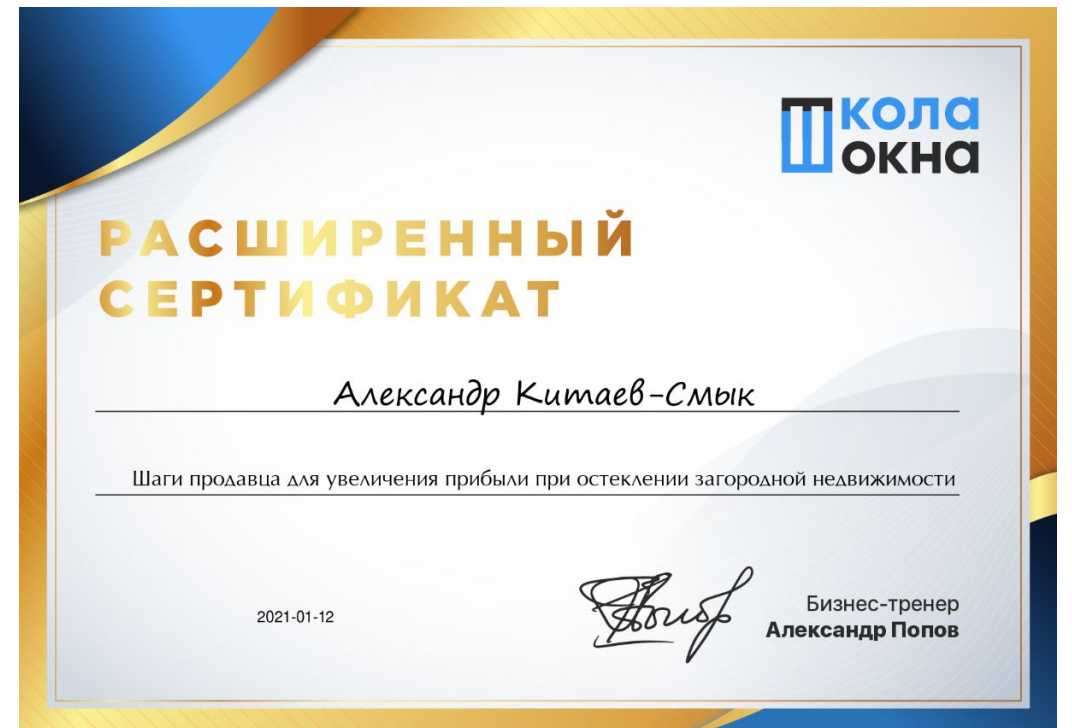 Школа
окна
РАСШИРЕННЫЙ
СЕРТИФИКАТ
Александр Китаев-Смык
Шаги продавца для увеличения прибыли при остеклении загородной недвижимости
2021-01-12
Бизнес-тренер
Александр Попов